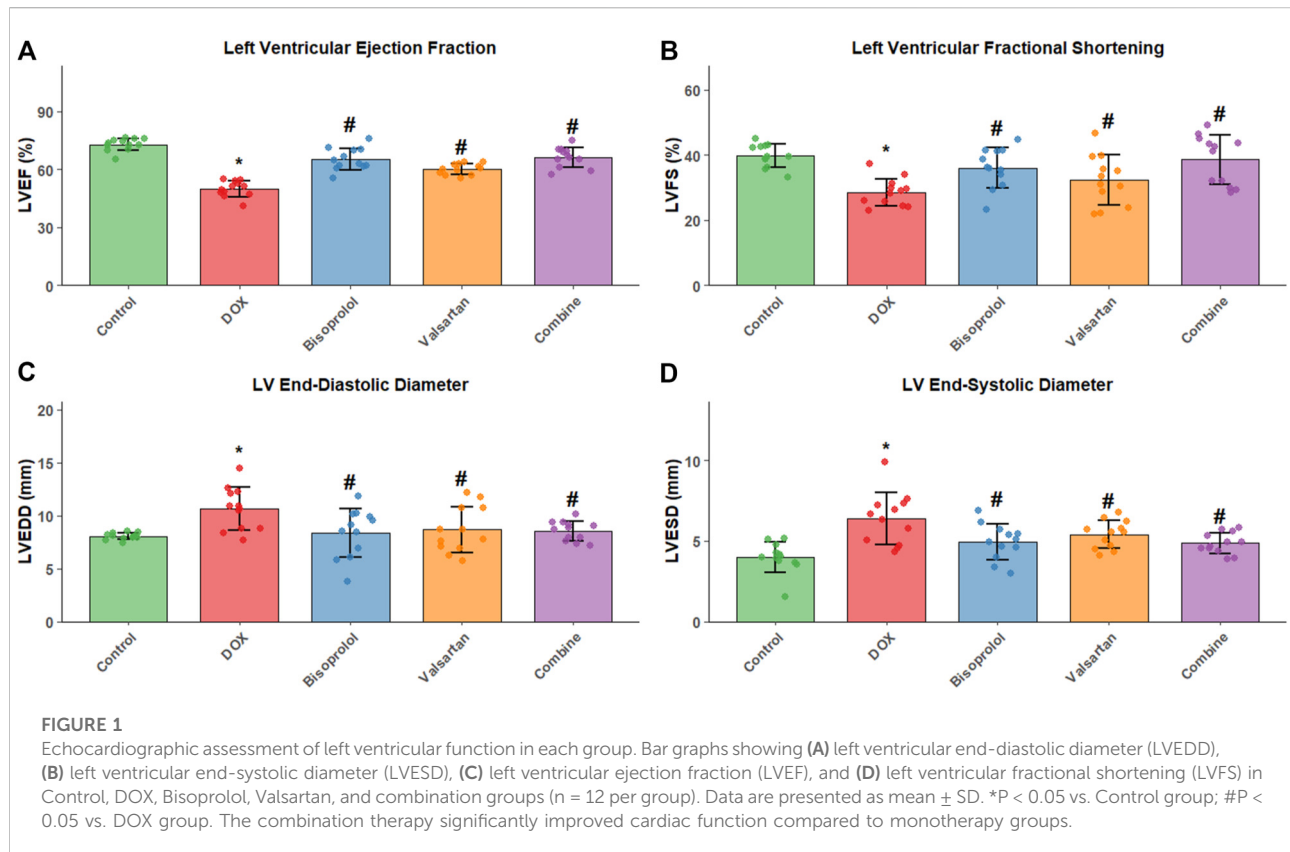 A
Left Ventricular Ejection Fraction
LVEF (%)
90
60
30
0
*
#
#
#
Control
DOX
Bisoprolol
Valsartan
Combine
B
Left Ventricular Fractional Shortening
LVFS (%)
60
40
20
0
*
#
#
#
Control
DOX
Bisoprolol
Valsartan
Combine
C
LV End-Diastolic Diameter
LVEDD (mm)
20
15
10
5
0
*
#
#
#
Control
DOX
Bisoprolol
Valsartan
Combine
D
LV End-Systolic Diameter
LVESD (mm)
10
5
0
*
#
#
#
Control
DOX
Bisoprolol
Valsartan
Combine
FIGURE 1
Echocardiographic assessment of left ventricular function in each group. Bar graphs showing (A) left ventricular end-diastolic diameter (LVEDD),
(B) left ventricular end-systolic diameter (LVESD), (C) left ventricular ejection fraction (LVEF), and (D) left ventricular fractional shortening (LVFS) in
Control, DOX, Bisoprolol, Valsartan, and combination groups (n = 12 per group). Data are presented as mean ± SD. *P < 0.05 vs. Control group; #P <
0.05 vs. DOX group. The combination therapy significantly improved cardiac function compared to monotherapy groups.